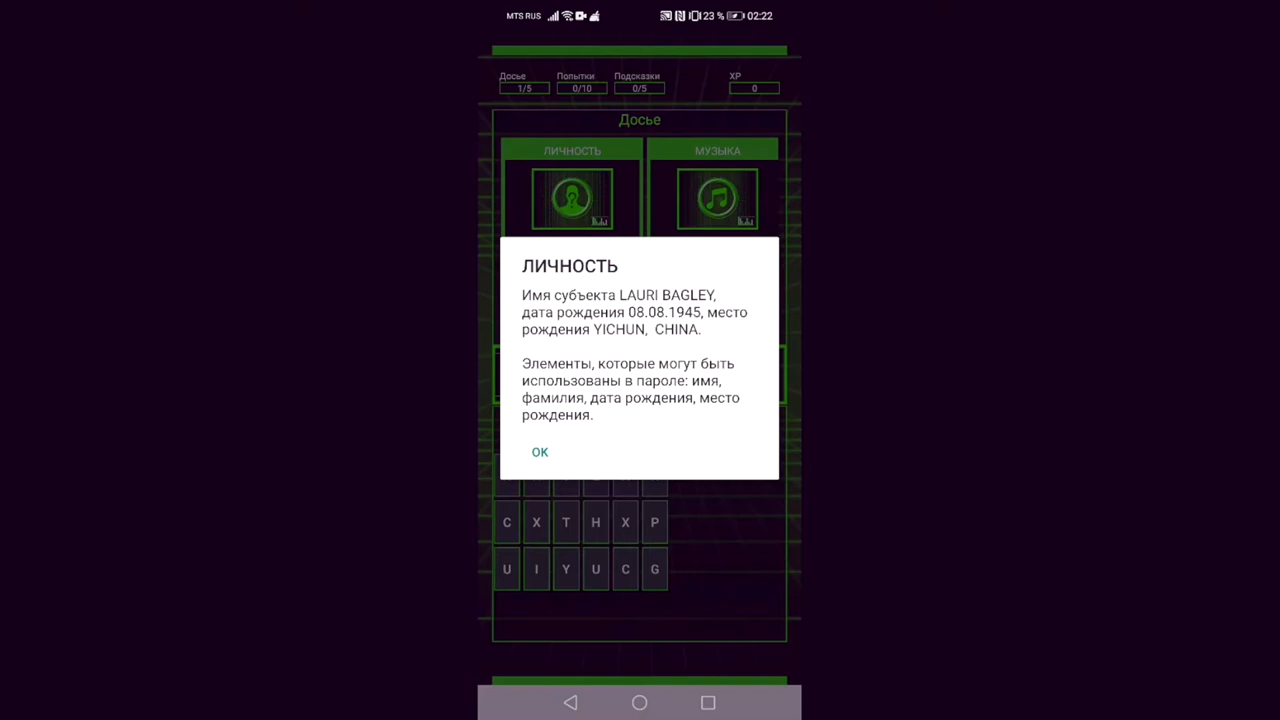 MTS RUS 23 % 02:22
Досье Попытки Подсказки XP
1/5 0/10 0/5 0
Досье
ЛИЧНОСТЬ МУЗЫКА
ЛИЧНОСТЬ
Имя субъекта LAURI BAGLEY,
дата рождения 08.08.1945, место
рождения YICHUN, CHINA.
Элементы, которые могут быть
использованы в пароле: имя,
фамилия, дата рождения, место
рождения.
OK
C X T H X P
U I Y U C G